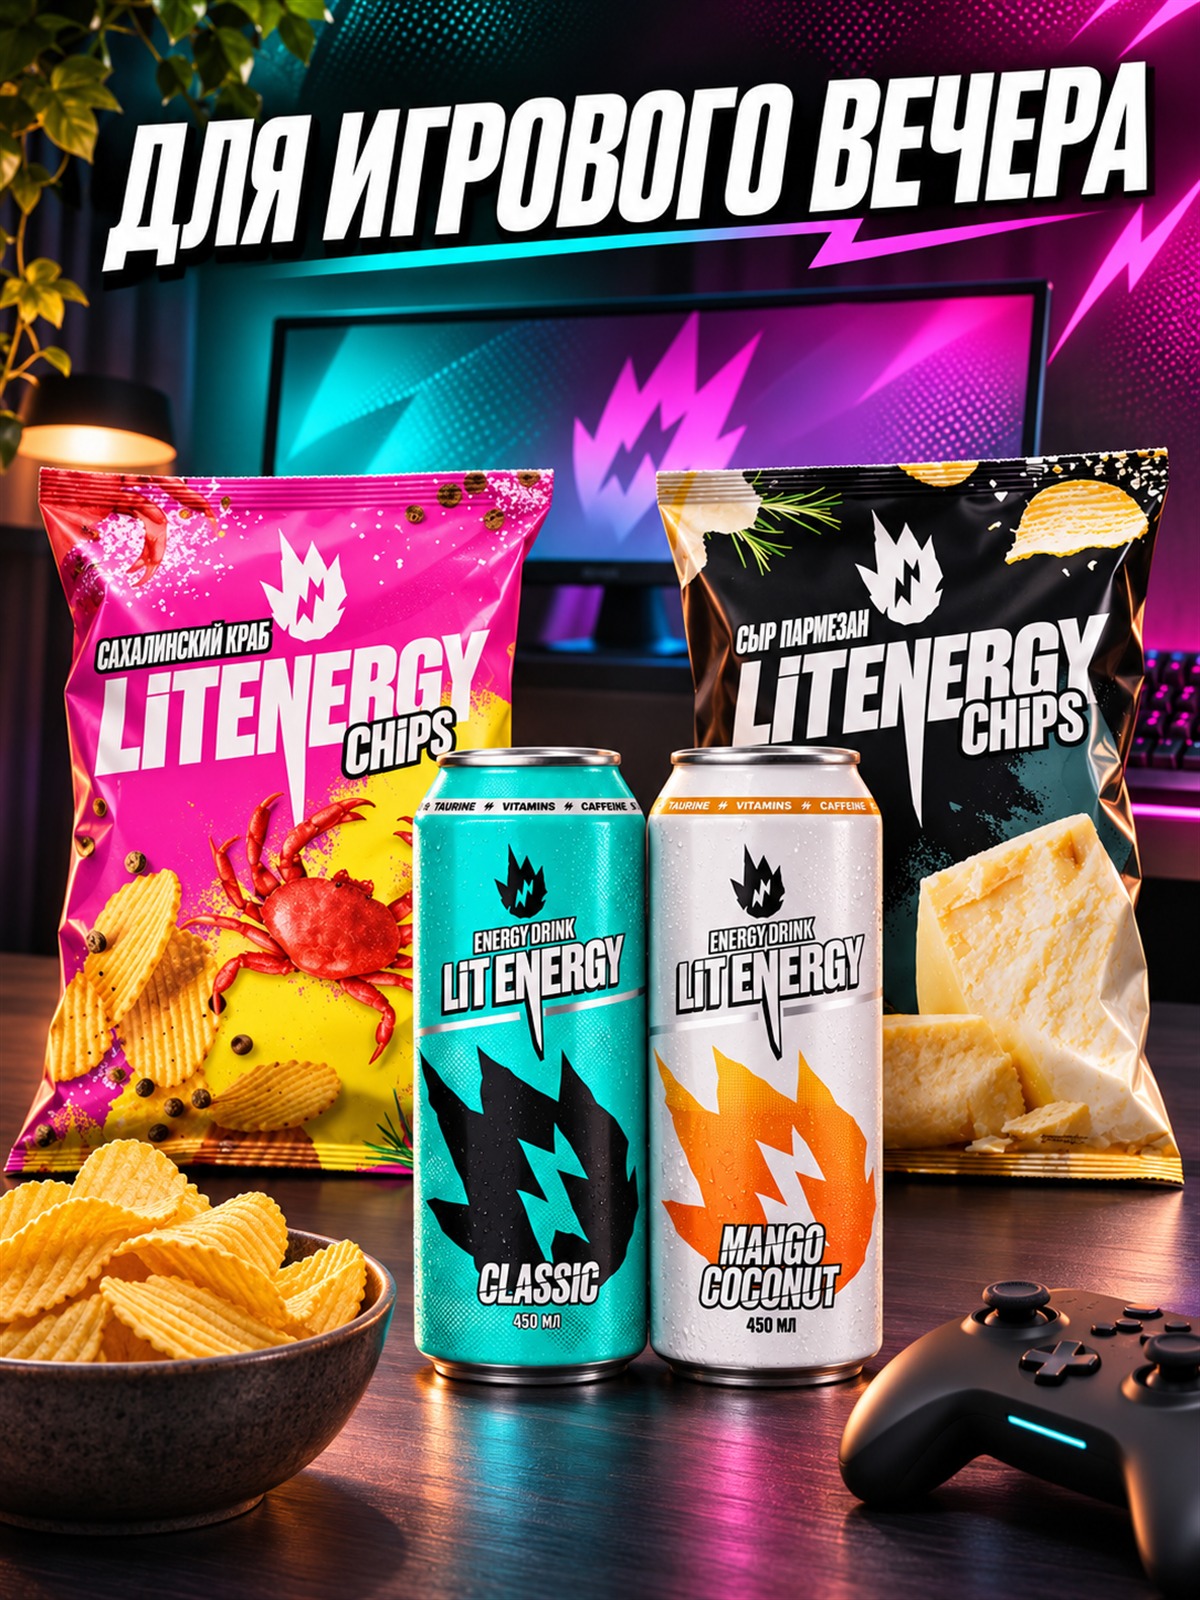 ДЛЯ ИГРОВОГО ВЕЧЕРА
САХАЛИНСКИЙ КРАБ
LiTENERGY
CHiPS
СЫР ПАРМЕЗАН
LiTENERGY
CHiPS
TAURINE VITAMINS CAFFEINE
ENERGY DRINK
LiT ENERGY
CLASSIC
450 МЛ
TAURINE VITAMINS CAFFEINE
ENERGY DRINK
LiT ENERGY
MANGO
COCONUT
450 МЛ